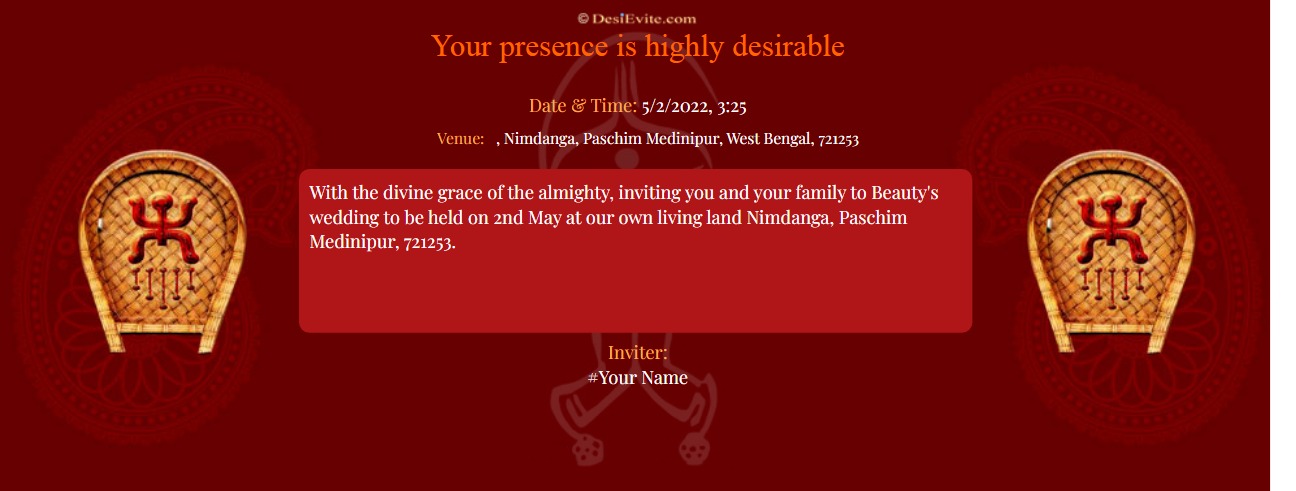 © DesiEvite.com
Your presence is highly desirable
Date & Time: 5/2/2022, 3:25
Venue: , Nimdanga, Paschim Medinipur, West Bengal, 721253
With the divine grace of the almighty, inviting you and your family to Beauty's
wedding to be held on 2nd May at our own living land Nimdanga, Paschim
Medinipur, 721253.
Inviter:
#Your Name